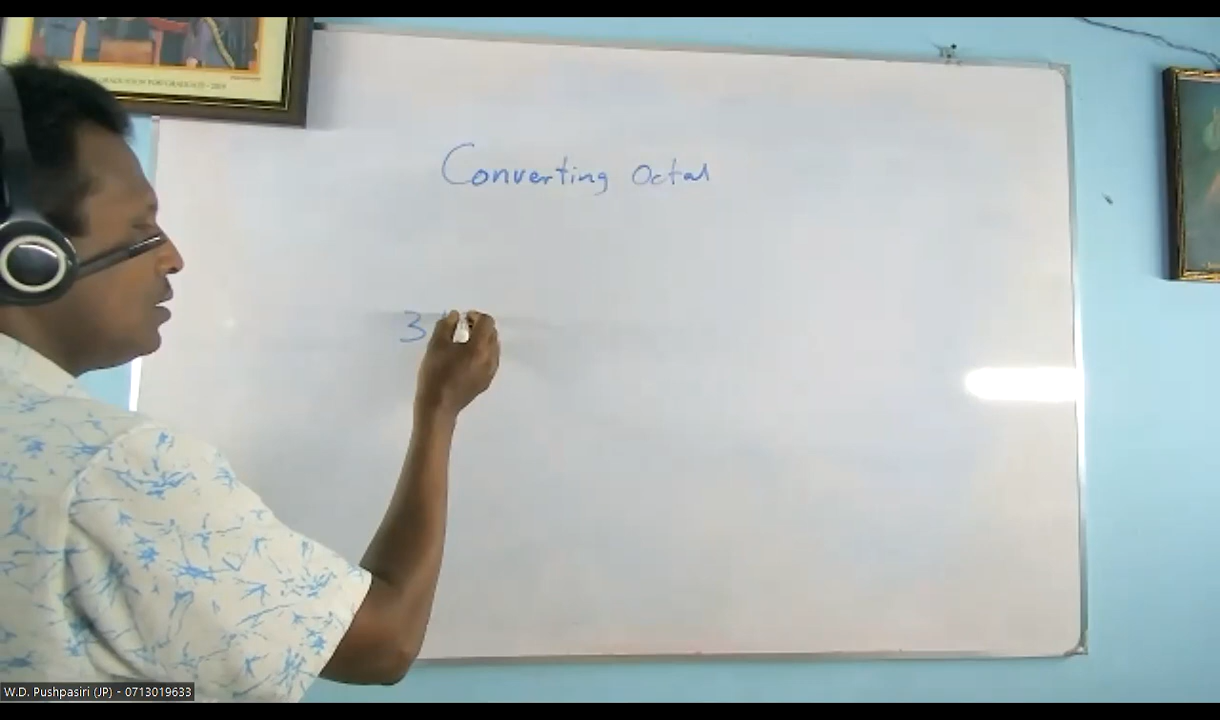 Converting Octal
3
W.D. Pushpasiri (JP) - 0713019633